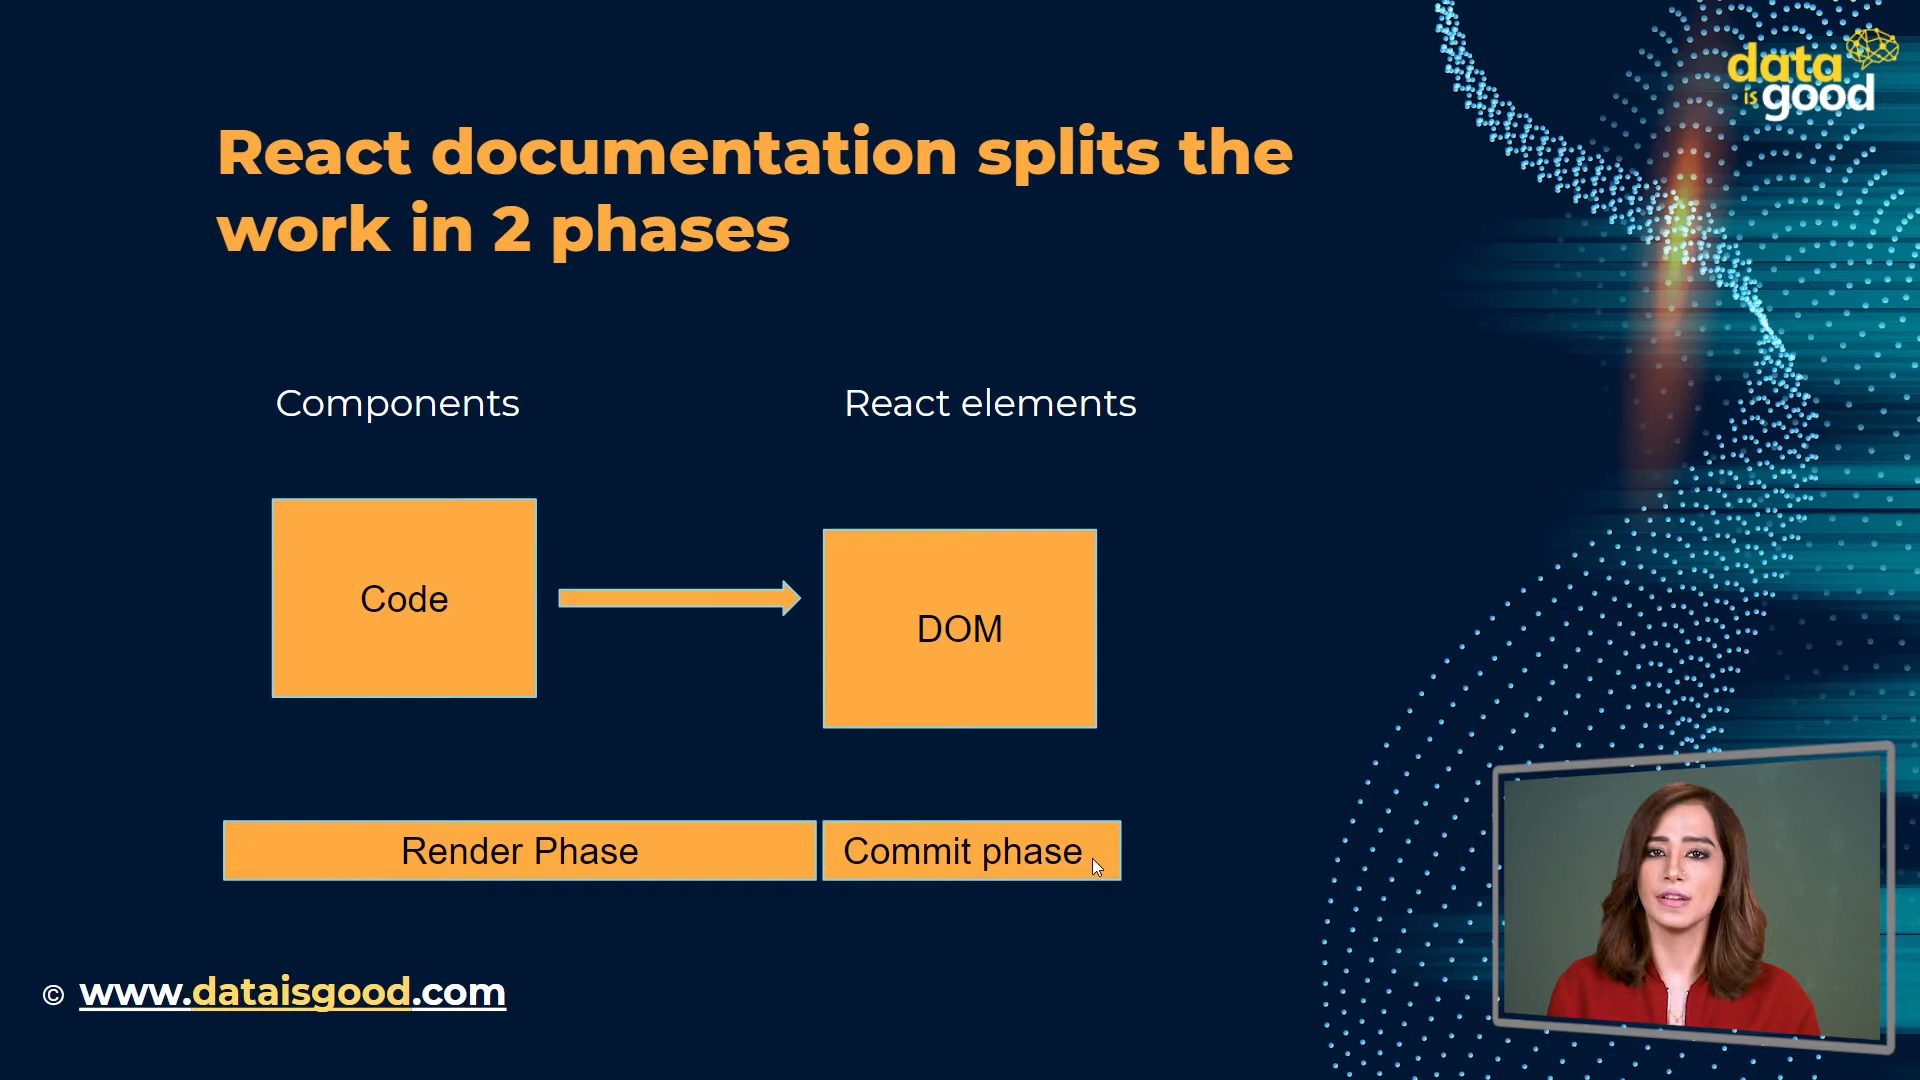 data
is good
React documentation splits the
work in 2 phases
Components
React elements
Code
DOM
Render Phase
Commit phase
© www.dataisgood.com